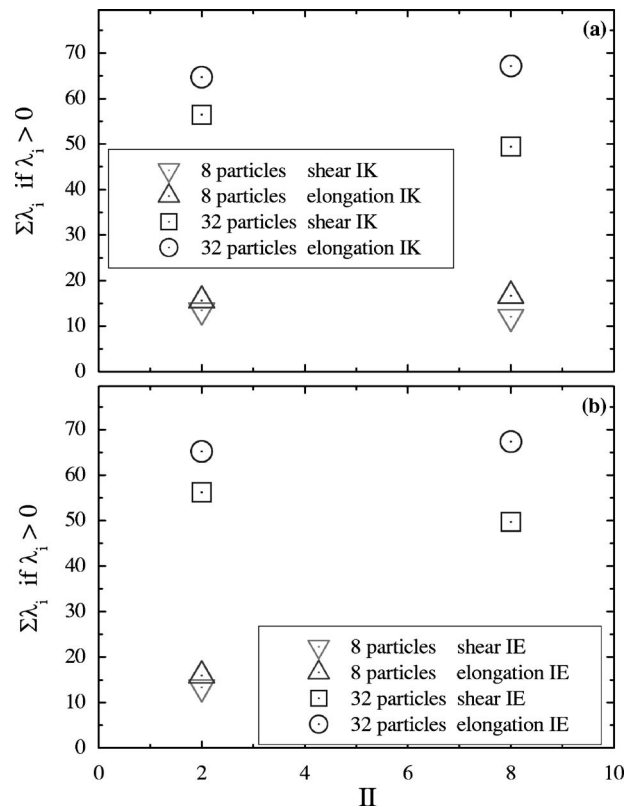 (a)
70
60
50
40
30
20
10
0
Σλi if λi > 0
8 particles shear IK
8 particles elongation IK
32 particles shear IK
32 particles elongation IK
(b)
70
60
50
40
30
20
10
0
Σλi if λi > 0
8 particles shear IE
8 particles elongation IE
32 particles shear IE
32 particles elongation IE
0 2 4 6 8 10
II